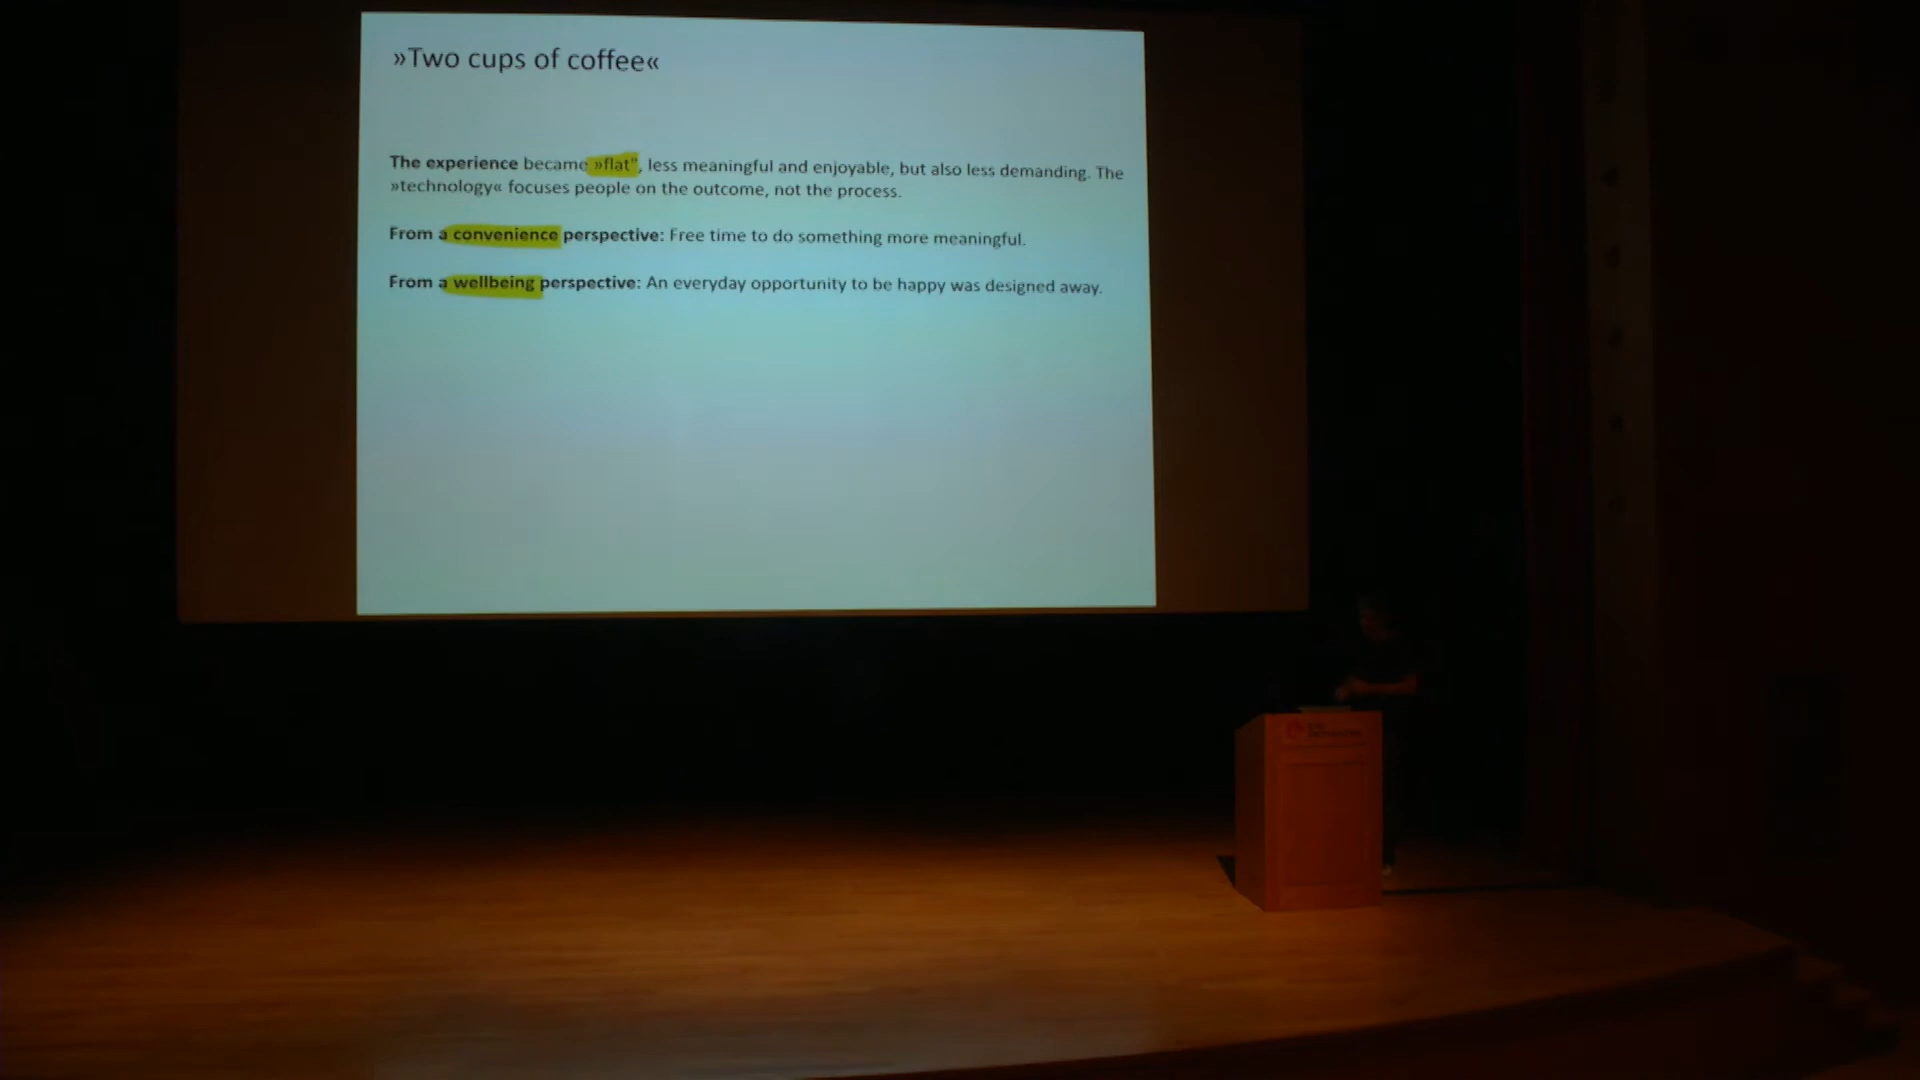 »Two cups of coffee«
The experience became »flat", less meaningful and enjoyable, but also less demanding. The
»technology« focuses people on the outcome, not the process.
From a convenience perspective: Free time to do something more meaningful.
From a wellbeing perspective: An everyday opportunity to be happy was designed away.